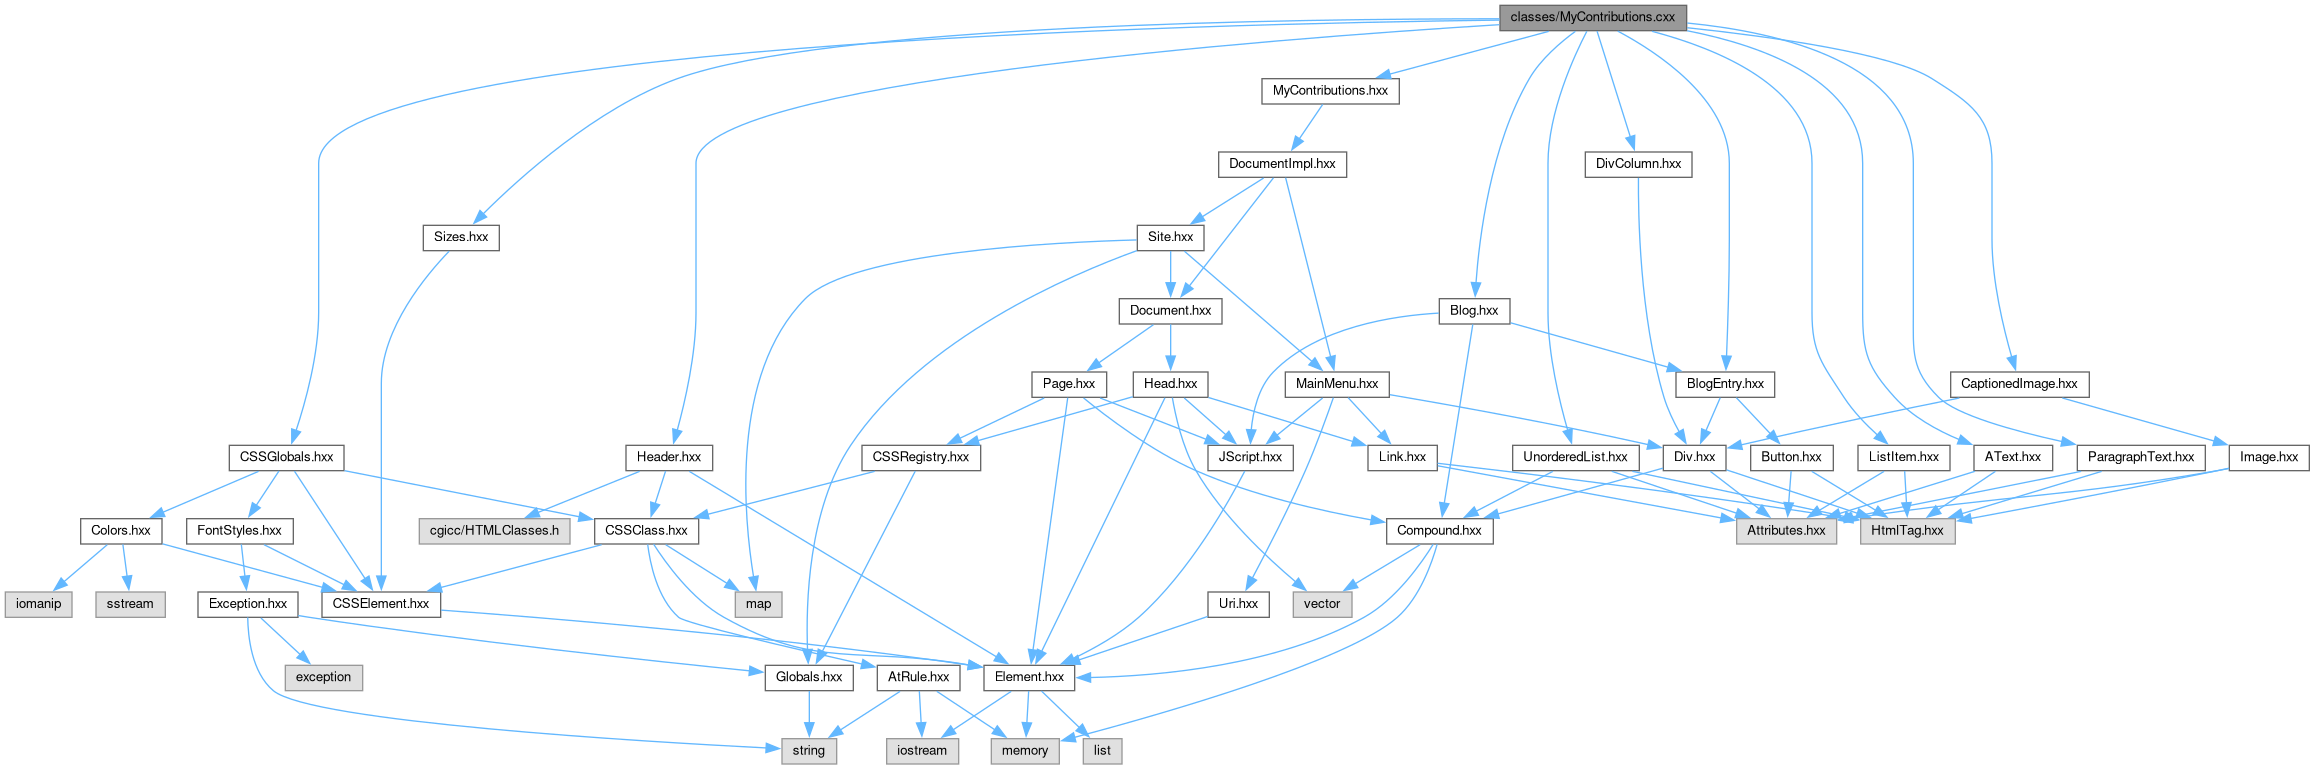 classes/MyContributions.cxx
MyContributions.hxx
DocumentImpl.hxx
DivColumn.hxx
Sizes.hxx
Site.hxx
Document.hxx
Blog.hxx
Page.hxx
Head.hxx
MainMenu.hxx
BlogEntry.hxx
CaptionedImage.hxx
CSSGlobals.hxx
Header.hxx
CSSRegistry.hxx
JScript.hxx
Link.hxx
UnorderedList.hxx
Div.hxx
Button.hxx
ListItem.hxx
AText.hxx
ParagraphText.hxx
Image.hxx
Colors.hxx
FontStyles.hxx
cgicc/HTMLClasses.h
CSSClass.hxx
Compound.hxx
Attributes.hxx
HtmlTag.hxx
iomanip
sstream
Exception.hxx
CSSElement.hxx
map
Uri.hxx
vector
exception
Globals.hxx
AtRule.hxx
Element.hxx
string
iostream
memory
list